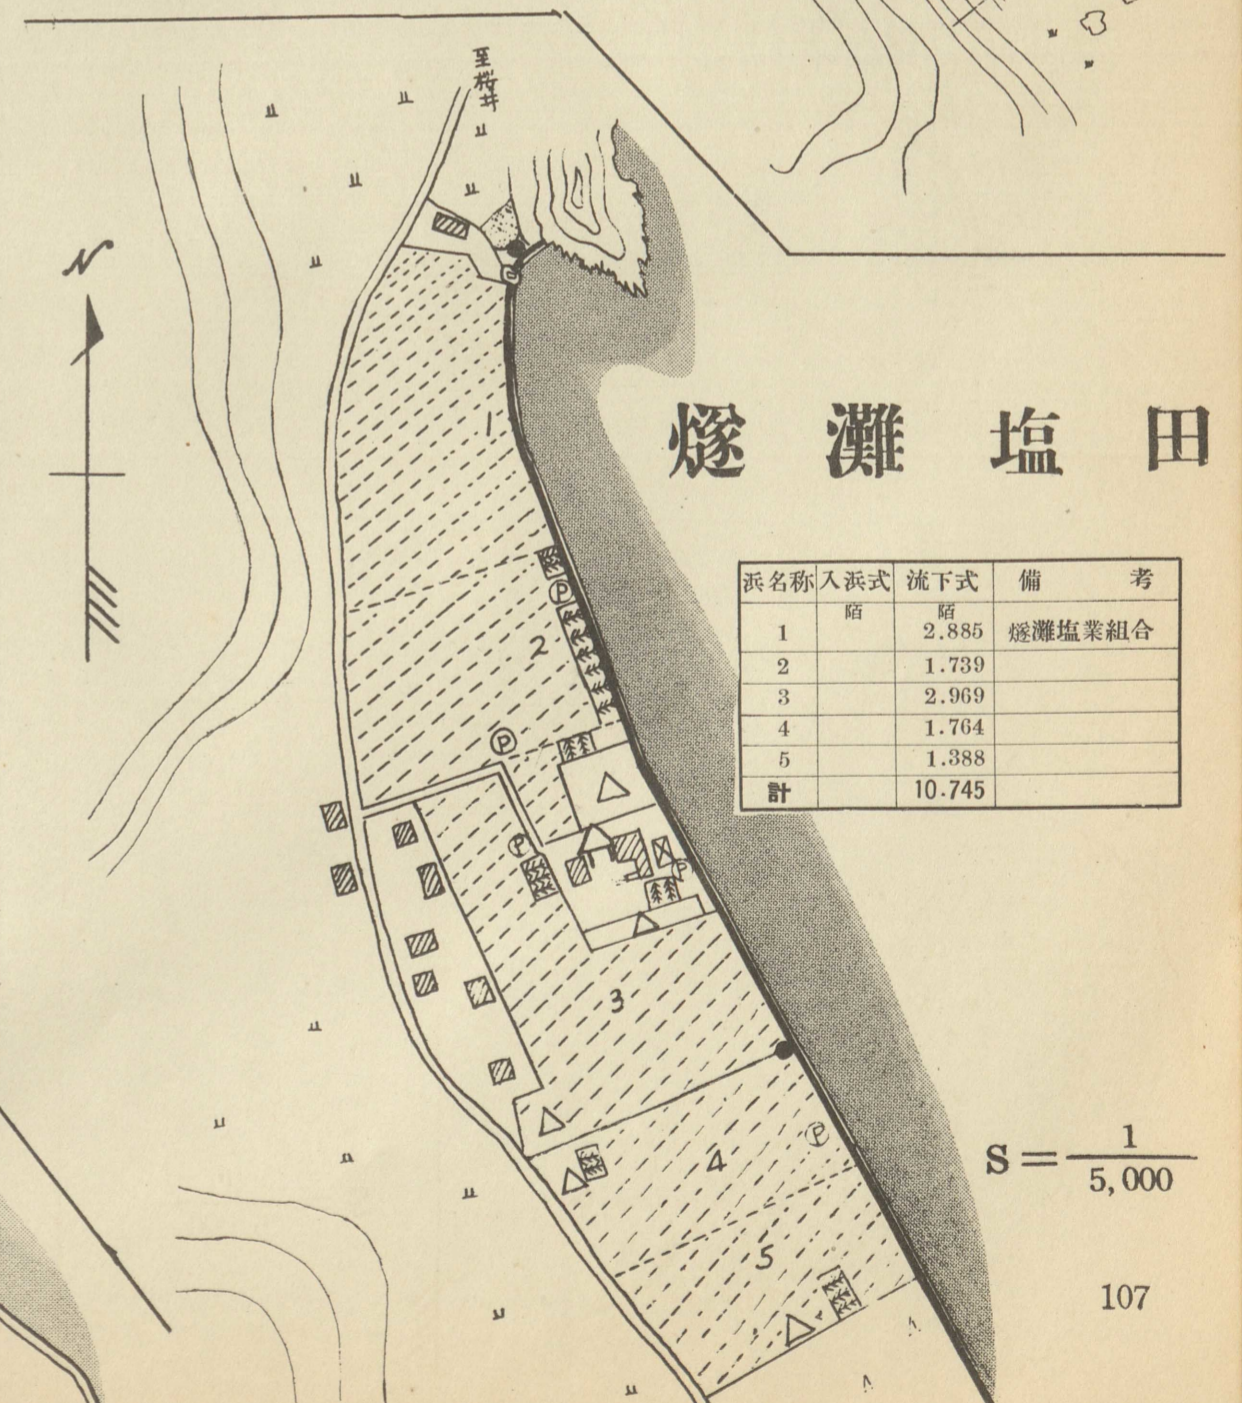 至桜井
N
燧灘塩田
浜名称 入浜式 流下式 備考
陌 陌
1 2.885 燧灘塩業組合
2 1.739
3 2.969
4 1.764
5 1.388
計 10.745
1
P
2
P
P
P
3
4
P
5
S=1/5,000
107